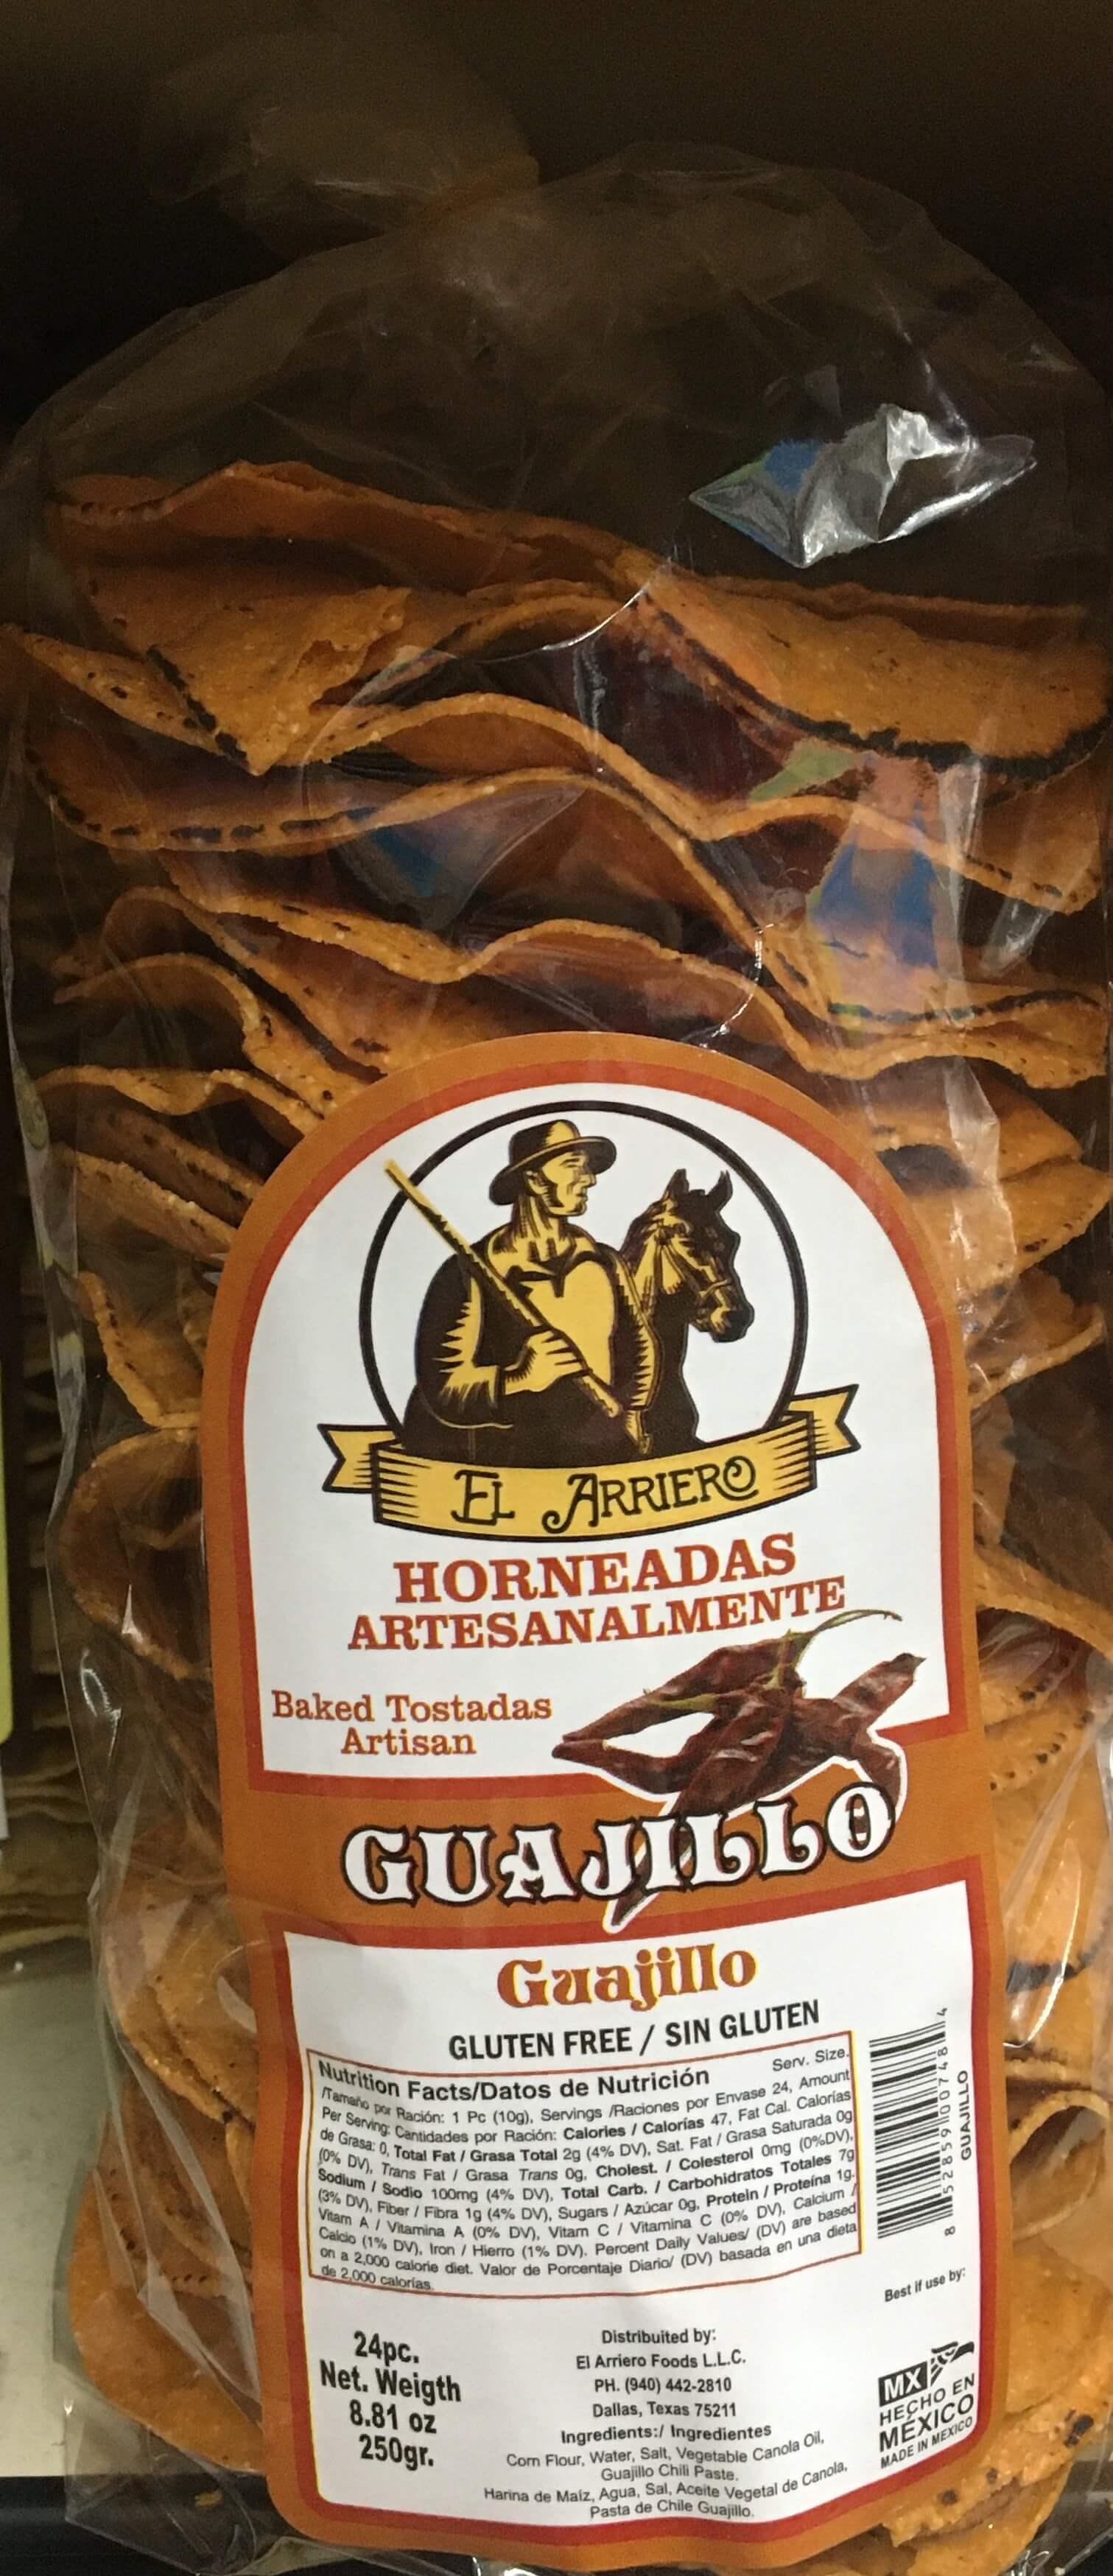 EL ARRIERO
HORNEADAS
ARTESANALMENTE
Baked Tostadas
Artisan
GUAJILLO
Guajillo
GLUTEN FREE / SIN GLUTEN
Nutrition Facts/Datos de Nutrición Serv. Size.
/Tamaño por Ración: 1 Pc (10g), Servings /Raciones por Envase 24, Amount
Per Serving: Cantidades por Ración: Calories / Calorías 47, Fat Cal. Calorías
de Grasa: 0, Total Fat / Grasa Total 2g (4% DV), Sat. Fat / Grasa Saturada 0g
(0% DV), Trans Fat / Grasa Trans 0g, Cholest. / Colesterol 0mg (0%DV),
Sodium / Sodio 100mg (4% DV), Total Carb. / Carbohidratos Totales 7g
(3% DV), Fiber / Fibra 1g (4% DV), Sugars / Azúcar 0g, Protein / Proteína 1g.
Vitam A / Vitamina A (0% DV), Vitam C / Vitamina C (0% DV), Calcium /
Calcio (1% DV), Iron / Hierro (1% DV). Percent Daily Values/ (DV) are based
on a 2,000 calorie diet. Valor de Porcentaje Diario/ (DV) basada en una dieta
de 2,000 calorías.
8 52859 00748 4
GUAJILLO
Best if use by:
24pc.
Net. Weigth
8.81 oz
250gr.
Distribuited by:
El Arriero Foods L.L.C.
PH. (940) 442-2810
Dallas, Texas 75211
Ingredients:/ Ingredientes
Corn Flour, Water, Salt, Vegetable Canola Oil,
Guajillo Chili Paste.
Harina de Maíz, Agua, Sal, Aceite Vegetal de Canola,
Pasta de Chile Guajillo.
MX
HECHO EN
MÉXICO
MADE IN MEXICO